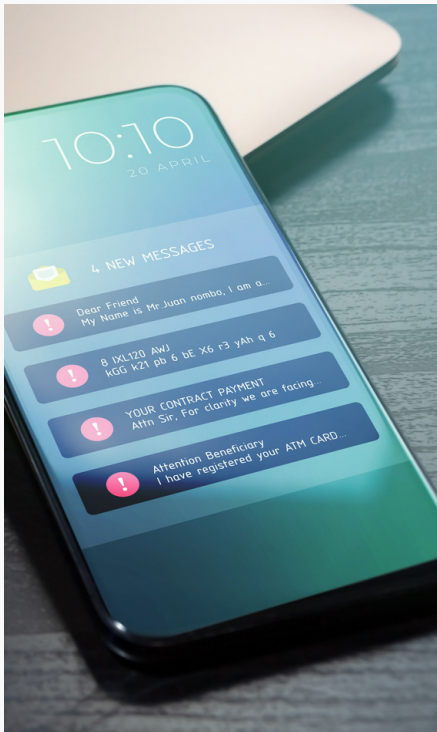 10:10
20 APRIL
4 NEW MESSAGES
Dear Friend
My Name is Mr Juan nombo, I am a...
8 IXL120 AWJ
kGG k21 pb 6 bE X6 r3 yAh q 6
YOUR CONTRACT PAYMENT
Attn Sir, For clarity we are facing...
Attention Beneficiary
I have registered your ATM CARD...